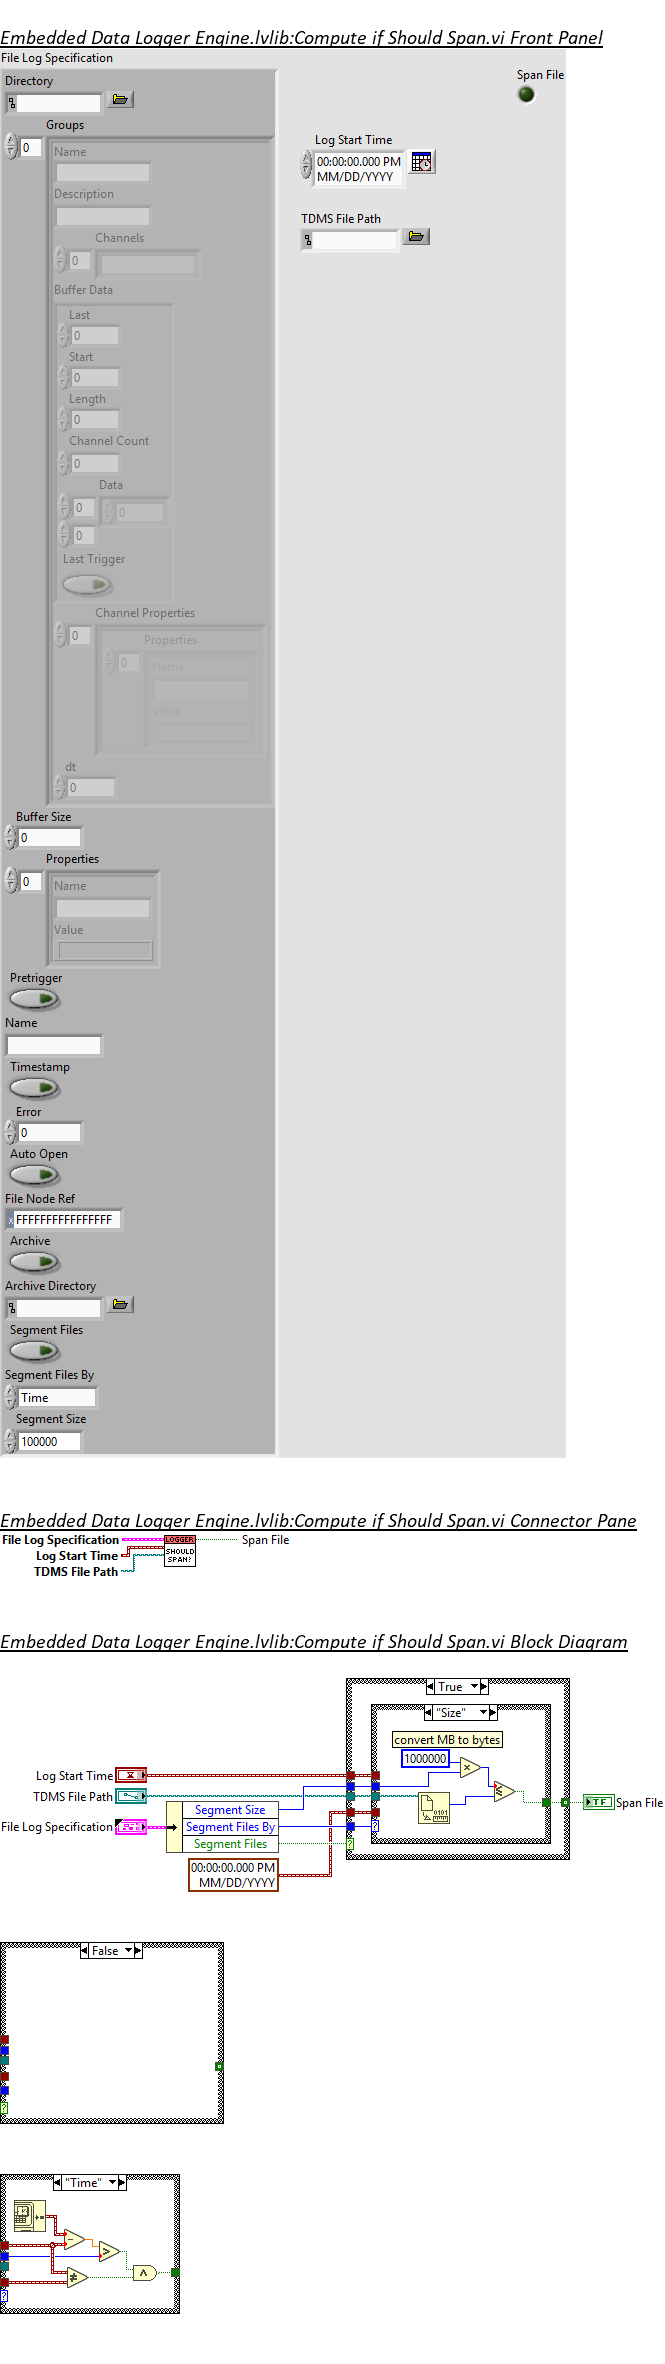 Embedded Data Logger Engine.lvlib:Compute if Should Span.vi Front Panel
File Log Specification
Directory
Span File
Groups
0
Name
Log Start Time
00:00:00.000 PM
MM/DD/YYYY
Description
TDMS File Path
Channels
0
Buffer Data
Last
0
Start
0
Length
0
Channel Count
0
Data
0
0
0
Last Trigger
Channel Properties
0
Properties
0
Name
Value
dt
0
Buffer Size
0
Properties
0
Name
Value
Pretrigger
Name
Timestamp
Error
0
Auto Open
File Node Ref
x FFFFFFFFFFFFFFFF
Archive
Archive Directory
Segment Files
Segment Files By
Time
Segment Size
100000
Embedded Data Logger Engine.lvlib:Compute if Should Span.vi Connector Pane
File Log Specification
Log Start Time
TDMS File Path
LOGGER
SHOULD
SPAN?
Span File
Embedded Data Logger Engine.lvlib:Compute if Should Span.vi Block Diagram
True
"Size"
convert MB to bytes
1000000
Log Start Time
TDMS File Path
File Log Specification
Segment Size
Segment Files By
Segment Files
00:00:00.000 PM
MM/DD/YYYY
0101
TF
Span File
False
"Time"